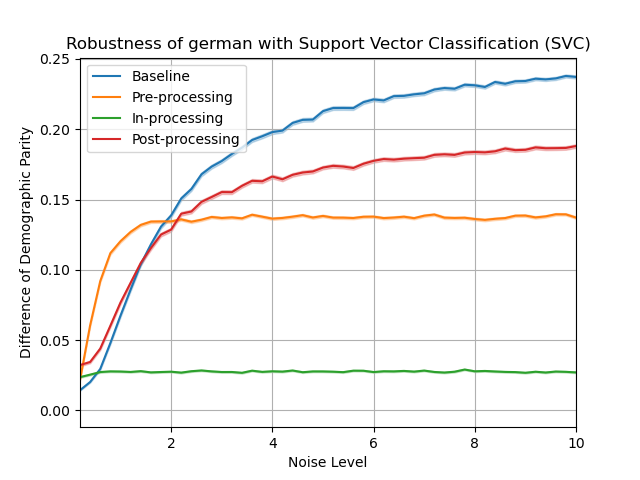 Robustness of german with Support Vector Classification (SVC)
Baseline
Pre-processing
In-processing
Post-processing
Difference of Demographic Parity
0.25
0.20
0.15
0.10
0.05
0.00
2 4 6 8 10
Noise Level